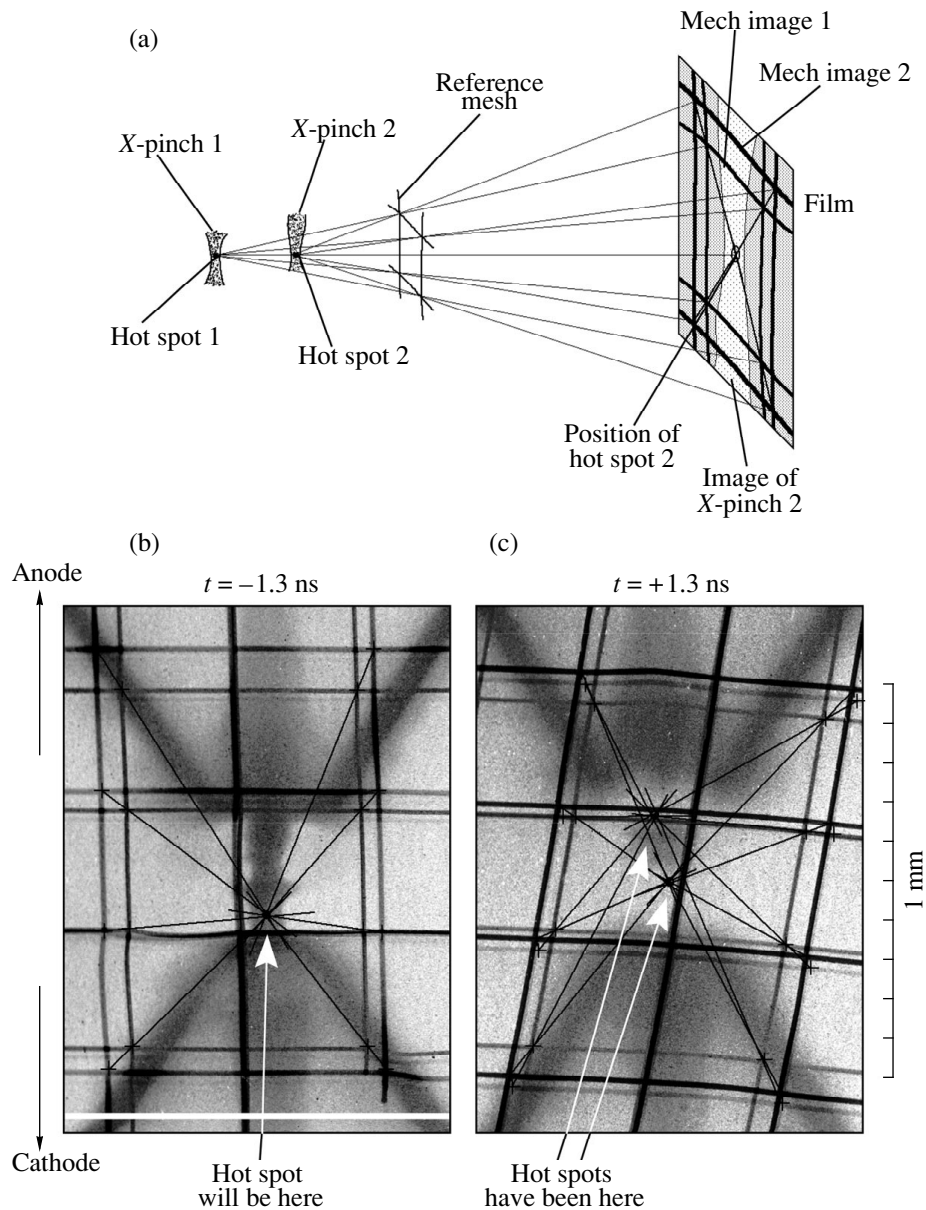 (a)
Mech image 1
Mech image 2
Reference
mesh
X-pinch 2
X-pinch 1
Film
Hot spot 1
Hot spot 2
Position of
hot spot 2
Image of
X-pinch 2
(b)
(c)
Anode
t = –1.3 ns
t = +1.3 ns
1 mm
Cathode
Hot spot
will be here
Hot spots
have been here